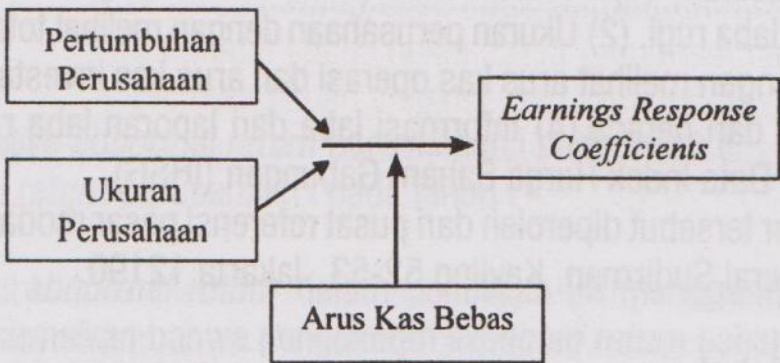 Pertumbuhan
Perusahaan
Earnings Response
Coefficients
Ukuran
Perusahaan
Arus Kas Bebas